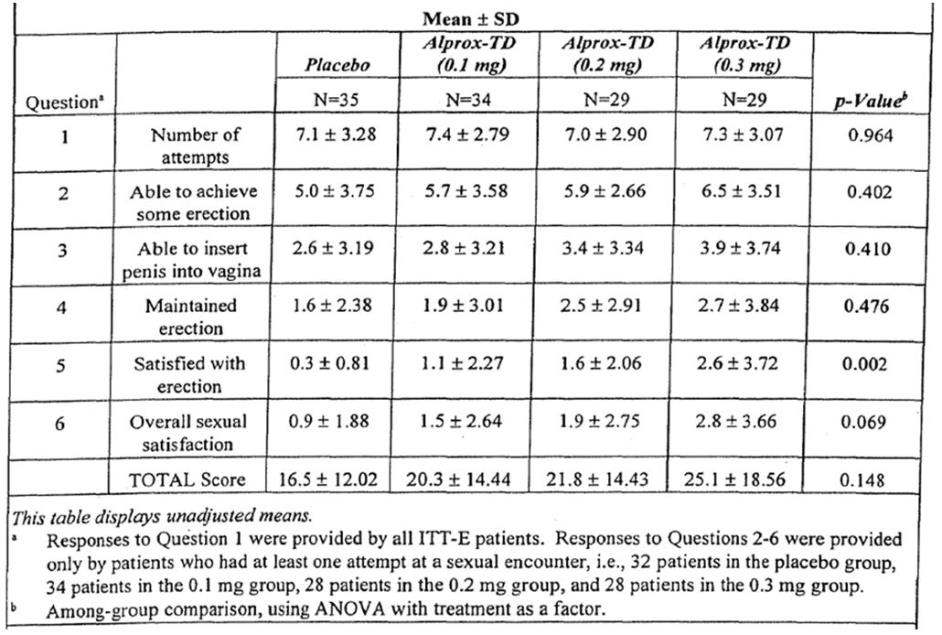 Mean ± SD
Placebo Alprox-TD (0.1 mg) Alprox-TD (0.2 mg) Alprox-TD (0.3 mg)
Questionᵃ N=35 N=34 N=29 N=29 p-Valueᵇ
1 Number of attempts 7.1 ± 3.28 7.4 ± 2.79 7.0 ± 2.90 7.3 ± 3.07 0.964
2 Able to achieve some erection 5.0 ± 3.75 5.7 ± 3.58 5.9 ± 2.66 6.5 ± 3.51 0.402
3 Able to insert penis into vagina 2.6 ± 3.19 2.8 ± 3.21 3.4 ± 3.34 3.9 ± 3.74 0.410
4 Maintained erection 1.6 ± 2.38 1.9 ± 3.01 2.5 ± 2.91 2.7 ± 3.84 0.476
5 Satisfied with erection 0.3 ± 0.81 1.1 ± 2.27 1.6 ± 2.06 2.6 ± 3.72 0.002
6 Overall sexual satisfaction 0.9 ± 1.88 1.5 ± 2.64 1.9 ± 2.75 2.8 ± 3.66 0.069
TOTAL Score 16.5 ± 12.02 20.3 ± 14.44 21.8 ± 14.43 25.1 ± 18.56 0.148
This table displays unadjusted means.
ᵃ Responses to Question 1 were provided by all ITT-E patients. Responses to Questions 2-6 were provided
only by patients who had at least one attempt at a sexual encounter, i.e., 32 patients in the placebo group,
34 patients in the 0.1 mg group, 28 patients in the 0.2 mg group, and 28 patients in the 0.3 mg group.
ᵇ Among-group comparison, using ANOVA with treatment as a factor.